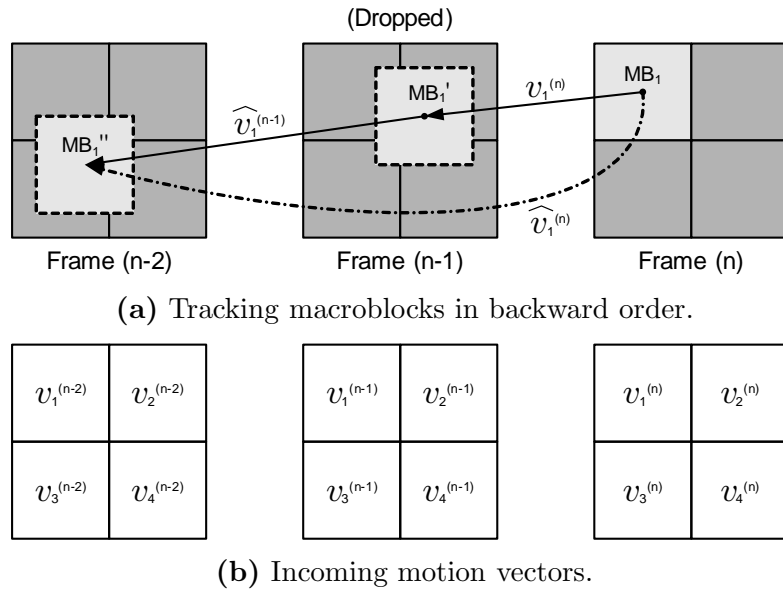 (Dropped)
MB₁'' v̂₁⁽ⁿ⁻¹⁾ MB₁' v₁⁽ⁿ⁾ MB₁
v̂₁⁽ⁿ⁾
Frame (n-2) Frame (n-1) Frame (n)
(a) Tracking macroblocks in backward order.
v₁⁽ⁿ⁻²⁾ v₂⁽ⁿ⁻²⁾ v₁⁽ⁿ⁻¹⁾ v₂⁽ⁿ⁻¹⁾ v₁⁽ⁿ⁾ v₂⁽ⁿ⁾
v₃⁽ⁿ⁻²⁾ v₄⁽ⁿ⁻²⁾ v₃⁽ⁿ⁻¹⁾ v₄⁽ⁿ⁻¹⁾ v₃⁽ⁿ⁾ v₄⁽ⁿ⁾
(b) Incoming motion vectors.